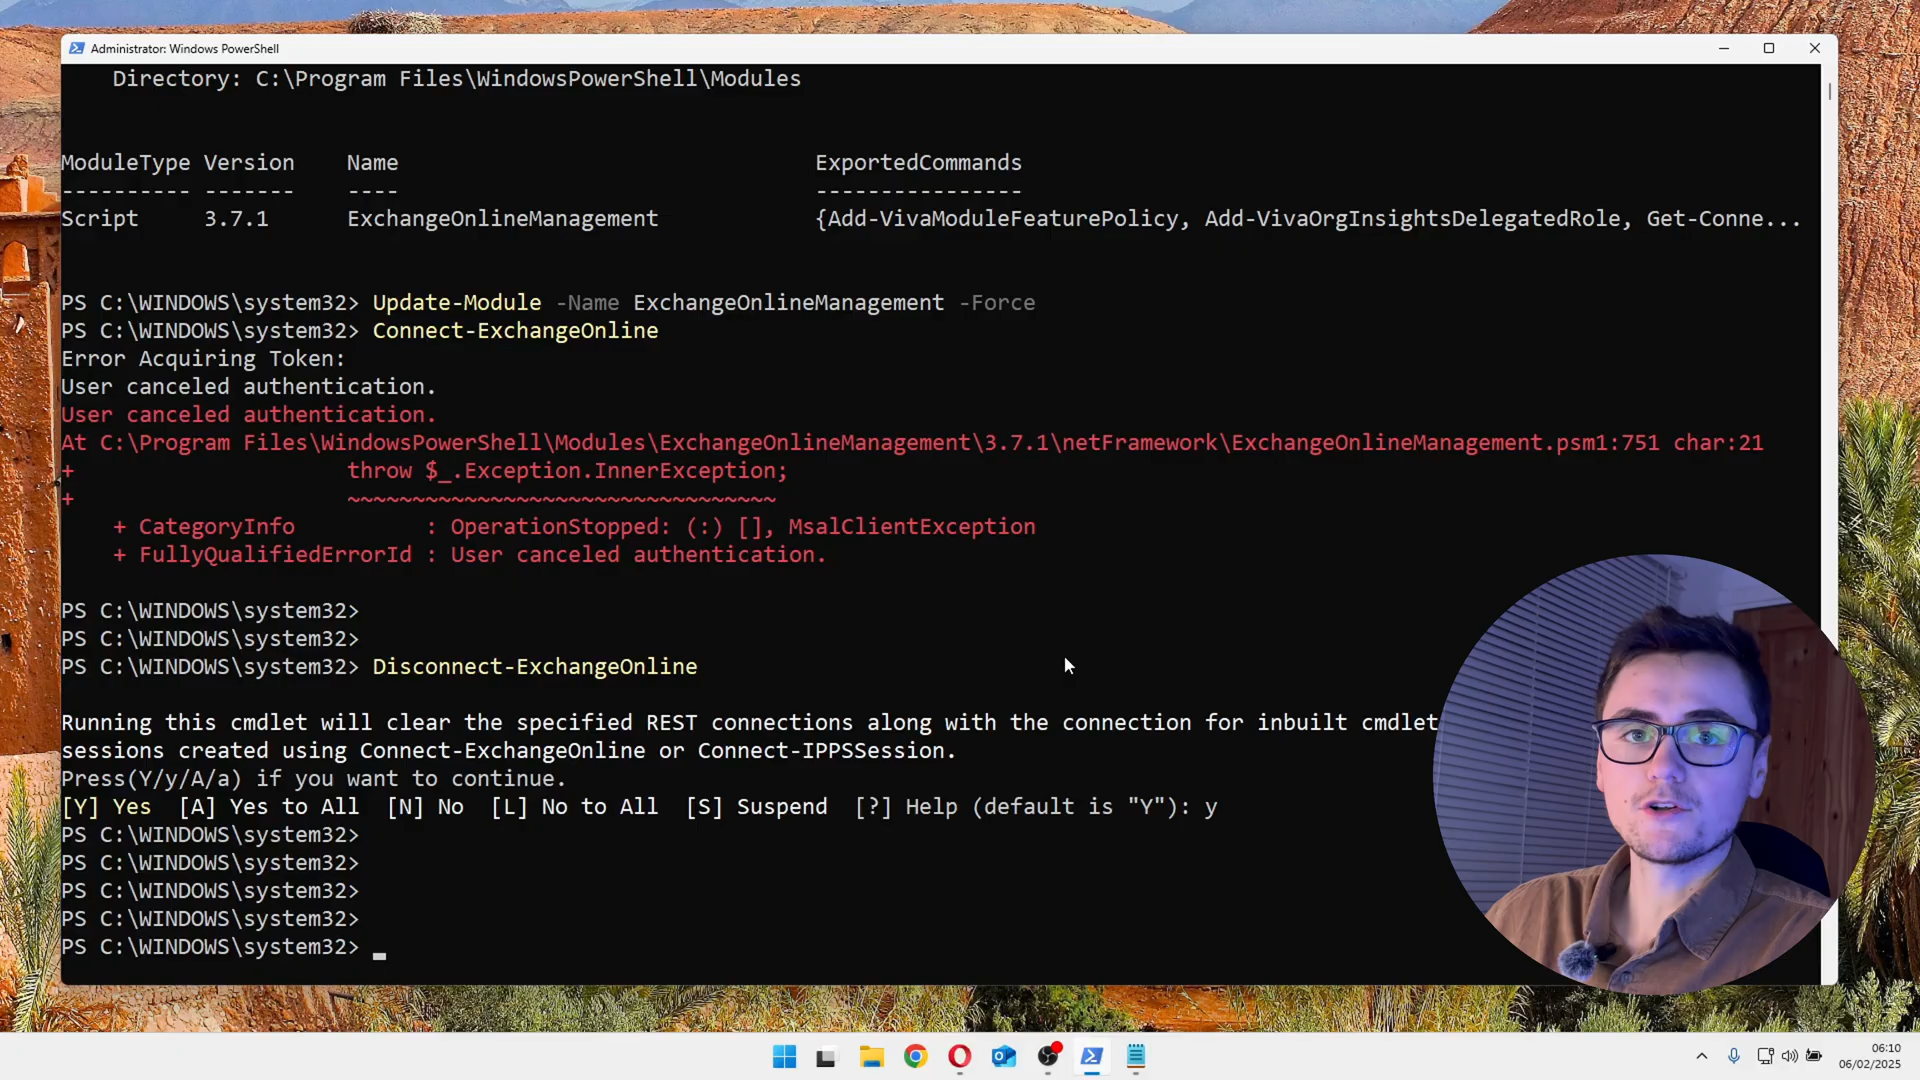 Administrator: Windows PowerShell
Directory: C:\Program Files\WindowsPowerShell\Modules
ModuleType Version    Name                                ExportedCommands
---------- -------    ----                                ----------------
Script     3.7.1      ExchangeOnlineManagement            {Add-VivaModuleFeaturePolicy, Add-VivaOrgInsightsDelegatedRole, Get-Conne...
PS C:\WINDOWS\system32> Update-Module -Name ExchangeOnlineManagement -Force
PS C:\WINDOWS\system32> Connect-ExchangeOnline
Error Acquiring Token:
User canceled authentication.
User canceled authentication.
At C:\Program Files\WindowsPowerShell\Modules\ExchangeOnlineManagement\3.7.1\netFramework\ExchangeOnlineManagement.psm1:751 char:21
+                     throw $_.Exception.InnerException;
+                     ~~~~~~~~~~~~~~~~~~~~~~~~~~~~~~~~~
    + CategoryInfo          : OperationStopped: (:) [], MsalClientException
    + FullyQualifiedErrorId : User canceled authentication.
PS C:\WINDOWS\system32>
PS C:\WINDOWS\system32>
PS C:\WINDOWS\system32> Disconnect-ExchangeOnline
Running this cmdlet will clear the specified REST connections along with the connection for inbuilt cmdlet
sessions created using Connect-ExchangeOnline or Connect-IPPSSession.
Press(Y/y/A/a) if you want to continue.
[Y] Yes  [A] Yes to All  [N] No  [L] No to All  [S] Suspend  [?] Help (default is "Y"): y
PS C:\WINDOWS\system32>
PS C:\WINDOWS\system32>
PS C:\WINDOWS\system32>
PS C:\WINDOWS\system32>
PS C:\WINDOWS\system32>
06:10
06/02/2025